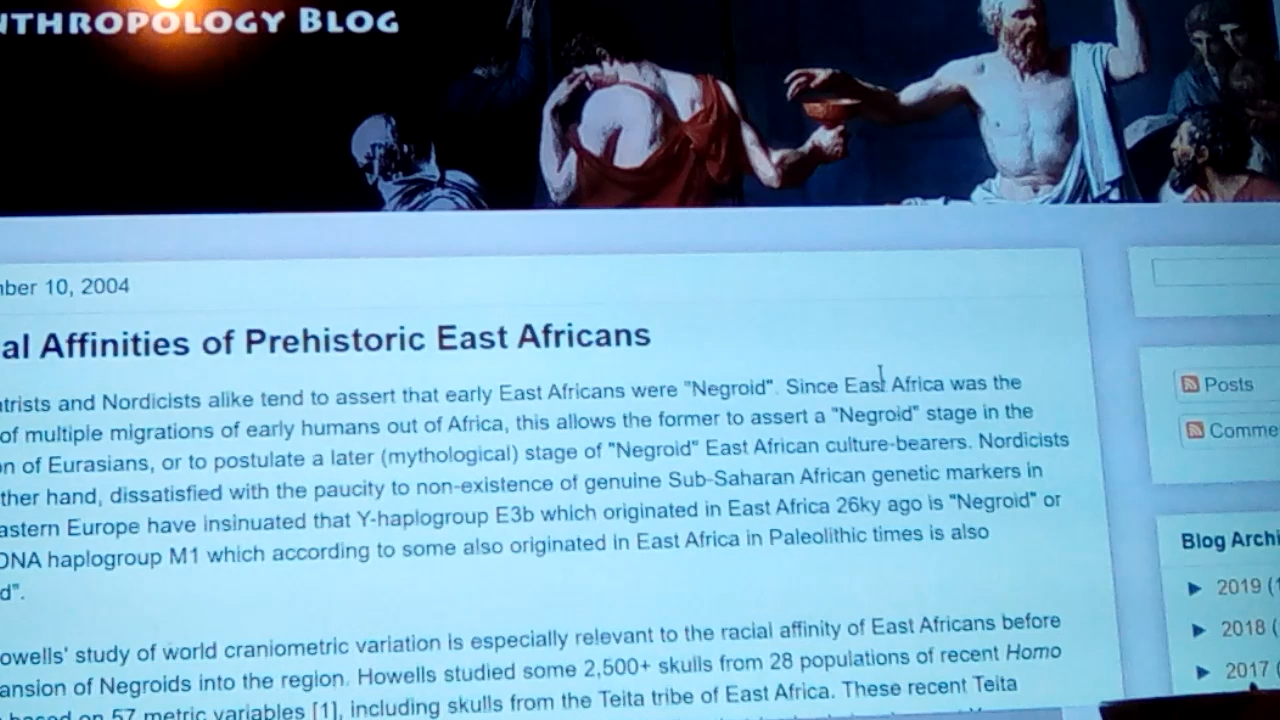 NTHROPOLOGY BLOG
ber 10, 2004
al Affinities of Prehistoric East Africans
trists and Nordicists alike tend to assert that early East Africans were "Negroid". Since East Africa was the
of multiple migrations of early humans out of Africa, this allows the former to assert a "Negroid" stage in the
n of Eurasians, or to postulate a later (mythological) stage of "Negroid" East African culture-bearers. Nordicists
ther hand, dissatisfied with the paucity to non-existence of genuine Sub-Saharan African genetic markers in
astern Europe have insinuated that Y-haplogroup E3b which originated in East Africa 26ky ago is "Negroid" or
DNA haplogroup M1 which according to some also originated in East Africa in Paleolithic times is also
d".
owells' study of world craniometric variation is especially relevant to the racial affinity of East Africans before
ansion of Negroids into the region. Howells studied some 2,500+ skulls from 28 populations of recent Homo
based on 57 metric variables [1], including skulls from the Teita tribe of East Africa. These recent Teita
Posts
Comme
Blog Archi
► 2019 (1
► 2018 (
► 2017 (